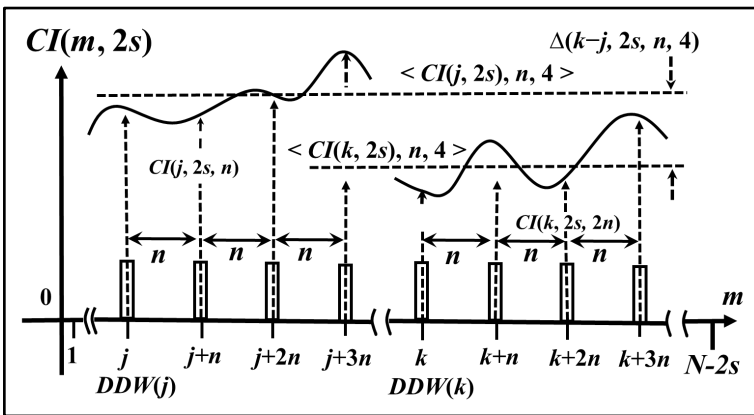 CI(m, 2s)
Δ(k−j, 2s, n, 4)
< CI(j, 2s), n, 4 >
CI(j, 2s, n)
< CI(k, 2s), n, 4 >
CI(k, 2s, 2n)
n n n n n n
0 m
1 j j+n j+2n j+3n k k+n k+2n k+3n N-2s
DDW(j) DDW(k)